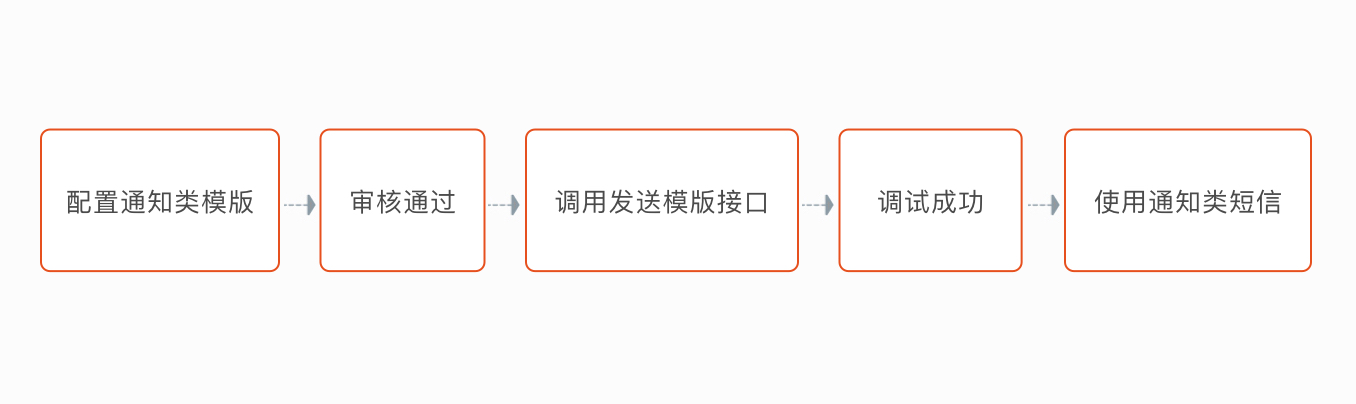 配置通知类模版
审核通过
调用发送模版接口
调试成功
使用通知类短信